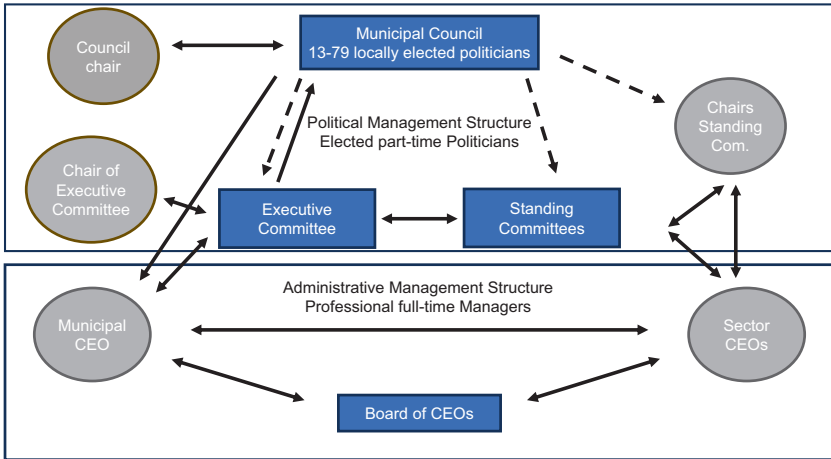 Municipal Council
13-79 locally elected politicians
Council
chair
Chairs
Standing
Com.
Political Management Structure
Elected part-time Politicians
Chair of
Executive
Committee
Executive
Committee
Standing
Committees
Administrative Management Structure
Professional full-time Managers
Municipal
CEO
Sector
CEOs
Board of CEOs